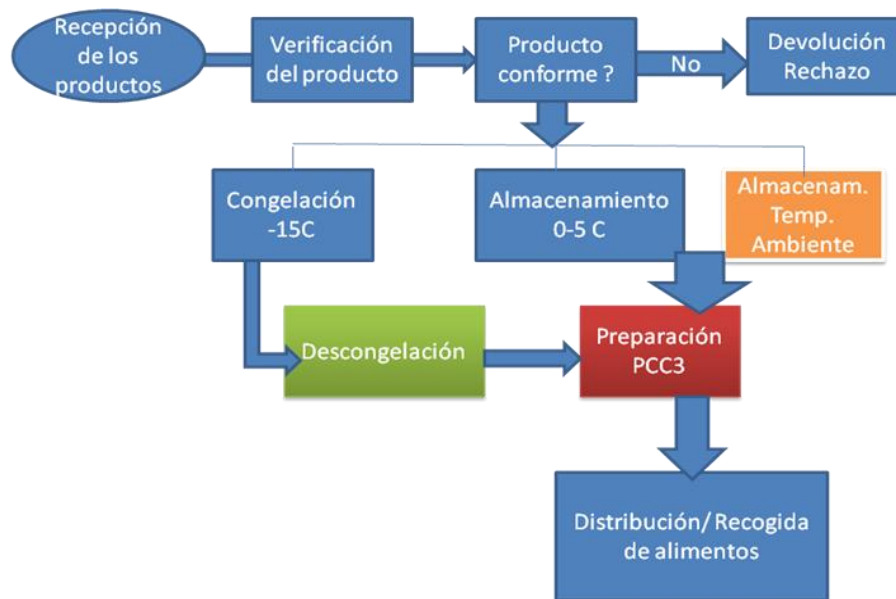 Recepción
de los
productos
Verificación
del producto
Producto
conforme ?
No
Devolución
Rechazo
Congelación
-15C
Almacenamiento
0-5 C
Almacenam.
Temp.
Ambiente
Descongelación
Preparación
PCC3
Distribución/ Recogida
de alimentos